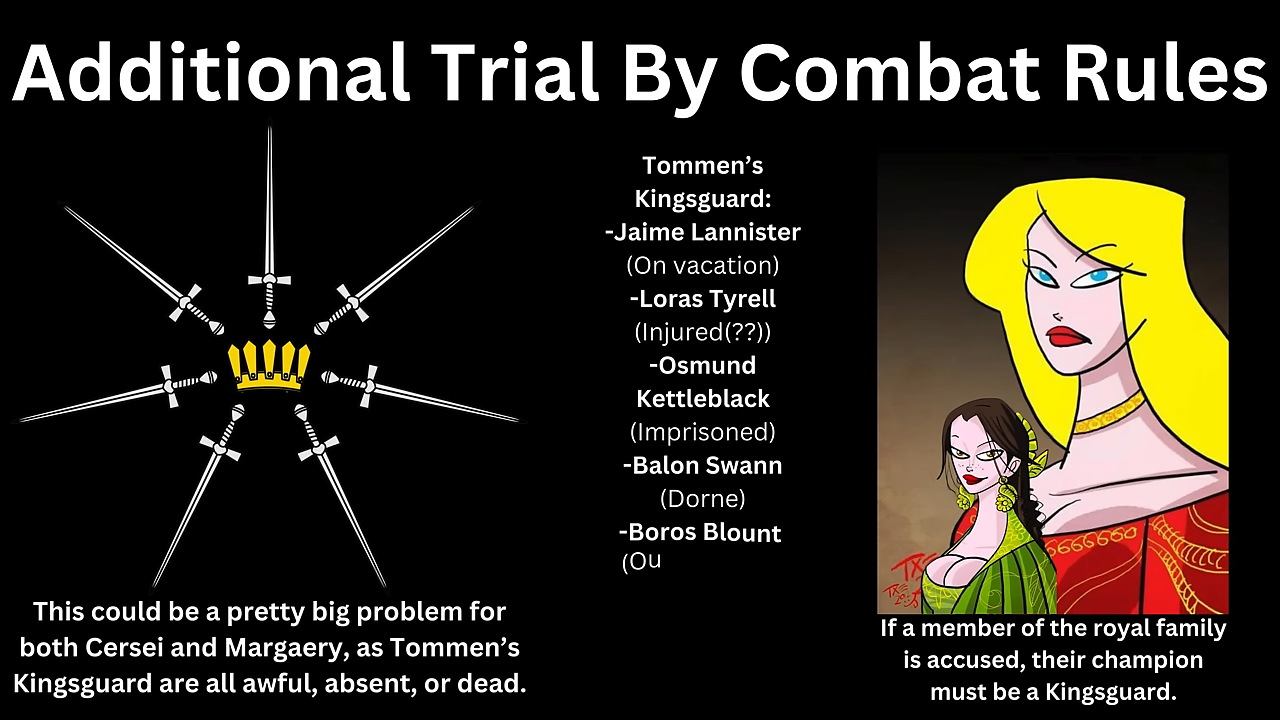 Additional Trial By Combat Rules
Tommen’s
Kingsguard:
-Jaime Lannister
(On vacation)
-Loras Tyrell
(Injured(??))
-Osmund
Kettleblack
(Imprisoned)
-Balon Swann
(Dorne)
-Boros Blount
(Ou
This could be a pretty big problem for
both Cersei and Margaery, as Tommen’s
Kingsguard are all awful, absent, or dead.
If a member of the royal family
is accused, their champion
must be a Kingsguard.